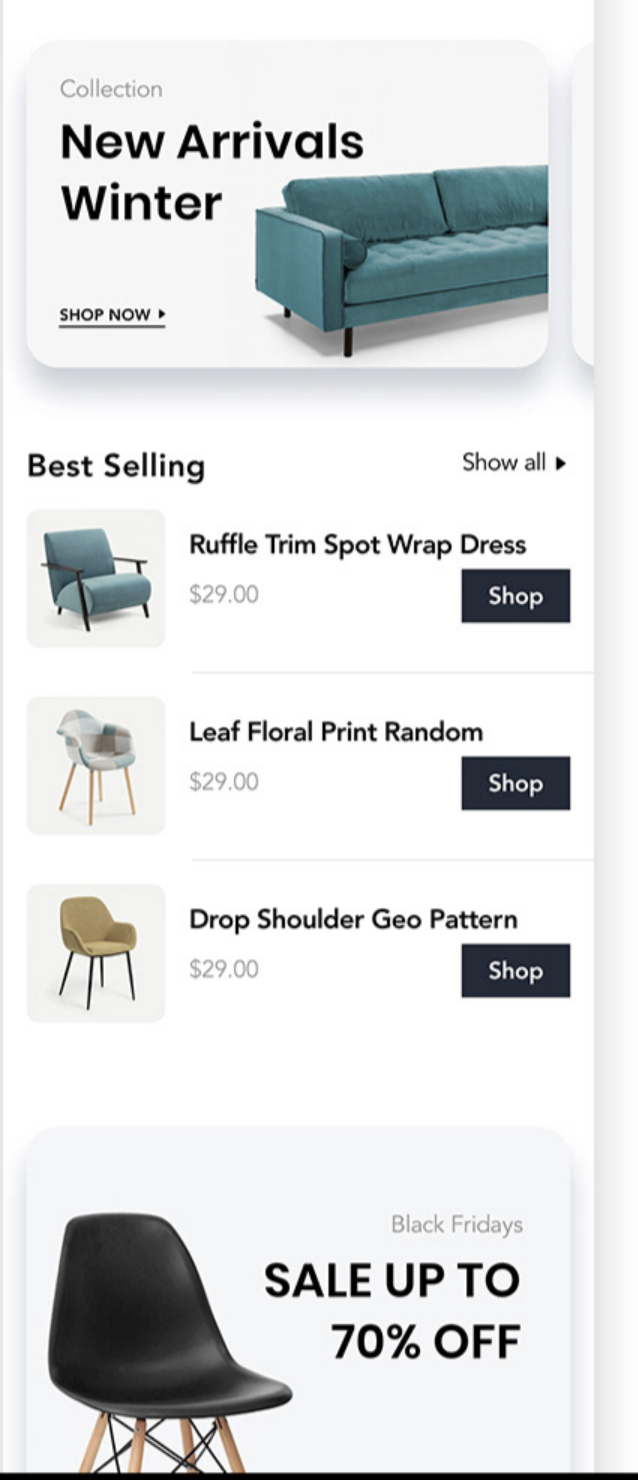 Collection
New Arrivals
Winter
SHOP NOW
Best Selling
Show all
Ruffle Trim Spot Wrap Dress
$29.00
Shop
Leaf Floral Print Random
$29.00
Shop
Drop Shoulder Geo Pattern
$29.00
Shop
Black Fridays
SALE UP TO
70% OFF